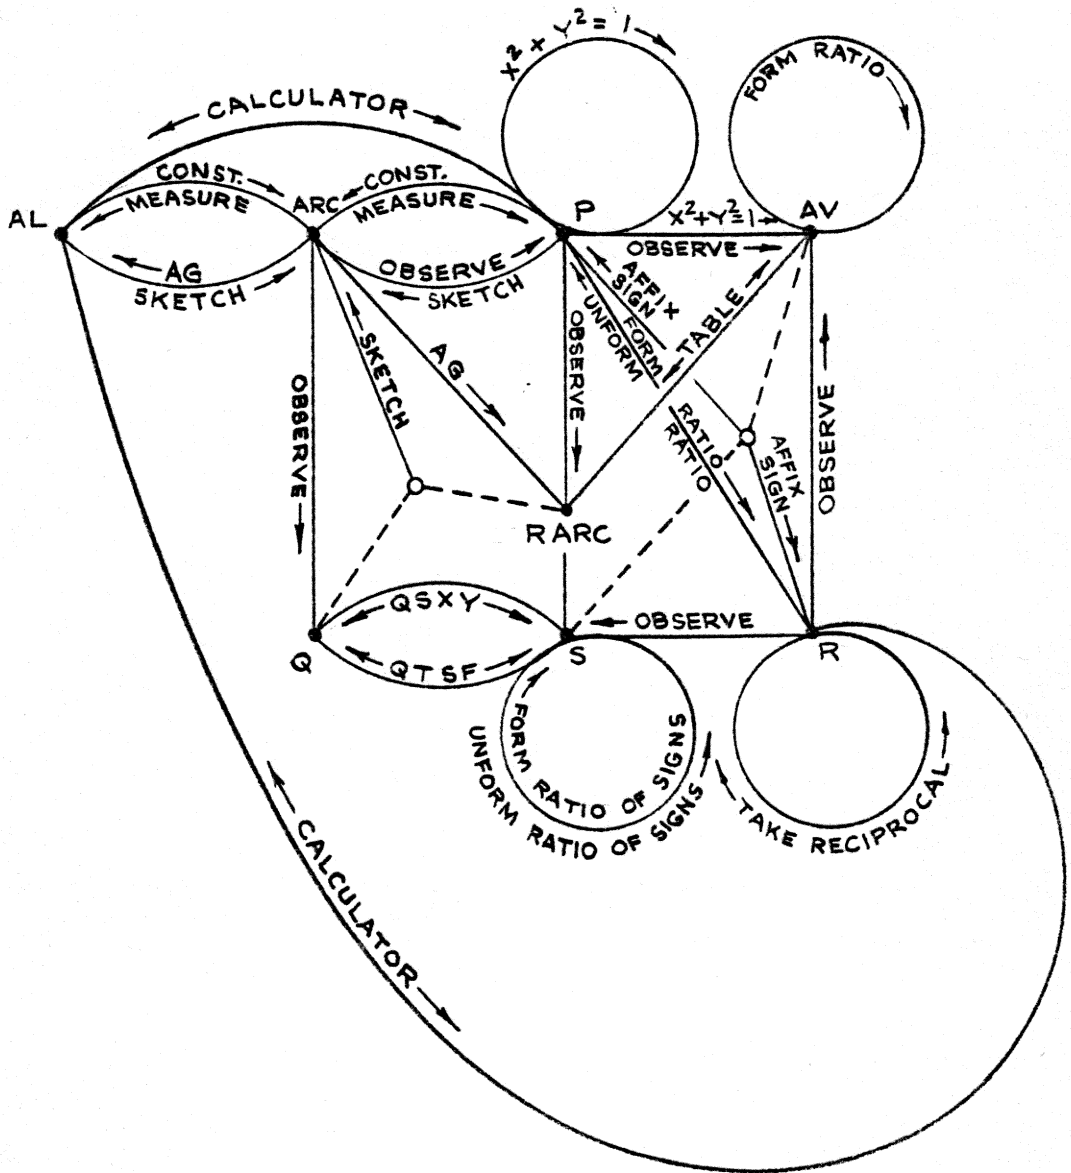 X² + Y² = 1
FORM RATIO
CALCULATOR
CONST.
MEASURE
CONST.
MEASURE
AL
ARC
P
X²+Y²=1
AV
AG
SKETCH
OBSERVE
SKETCH
OBSERVE
AFFIX
SIGN
FORM
UNFORM
TABLE
OBSERVE
SKETCH
AG
OBSERVE
RATIO
RATIO
AFFIX
SIGN
OBSERVE
RARC
QSXY
QTSF
Q
OBSERVE
S
R
FORM RATIO OF SIGNS
UNFORM RATIO OF SIGNS
TAKE RECIPROCAL
CALCULATOR